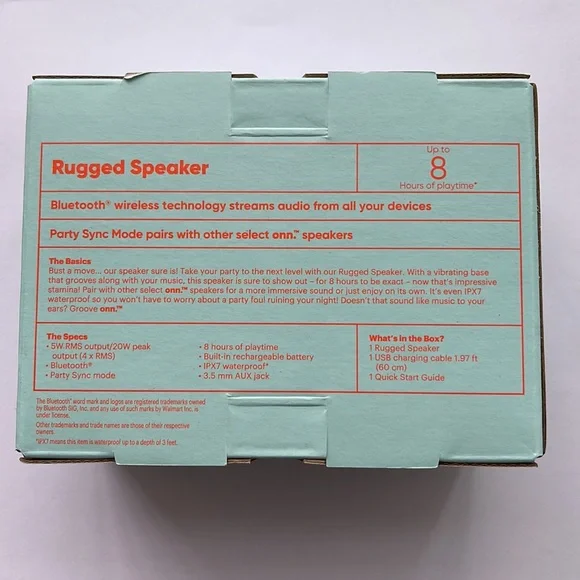 Rugged Speaker
Up to
8
Hours of playtime*
Bluetooth® wireless technology streams audio from all your devices
Party Sync Mode pairs with other select onn.™ speakers
The Basics
Bust a move... our speaker sure is! Take your party to the next level with our Rugged Speaker. With a vibrating base
that grooves along with your music, this speaker is sure to show out – for 8 hours to be exact – now that's impressive
stamina! Pair with other select onn.™ speakers for a more immersive sound or just enjoy on its own. It's even IPX7
waterproof so you won't have to worry about a party foul ruining your night! Doesn't that sound like music to your
ears? Groove onn.™
The Specs
• 5W RMS output/20W peak
output (4 x RMS)
• Bluetooth®
• Party Sync mode
• 8 hours of playtime
• Built-in rechargeable battery
• IPX7 waterproof*
• 3.5 mm AUX jack
What's in the Box?
1 Rugged Speaker
1 USB charging cable 1.97 ft
(60 cm)
1 Quick Start Guide
The Bluetooth® word mark and logos are registered trademarks owned
by Bluetooth SIG, Inc. and any use of such marks by Walmart Inc. is
under license.
Other trademarks and trade names are those of their respective
owners.
*IPX7 means this item is waterproof up to a depth of 3 feet.